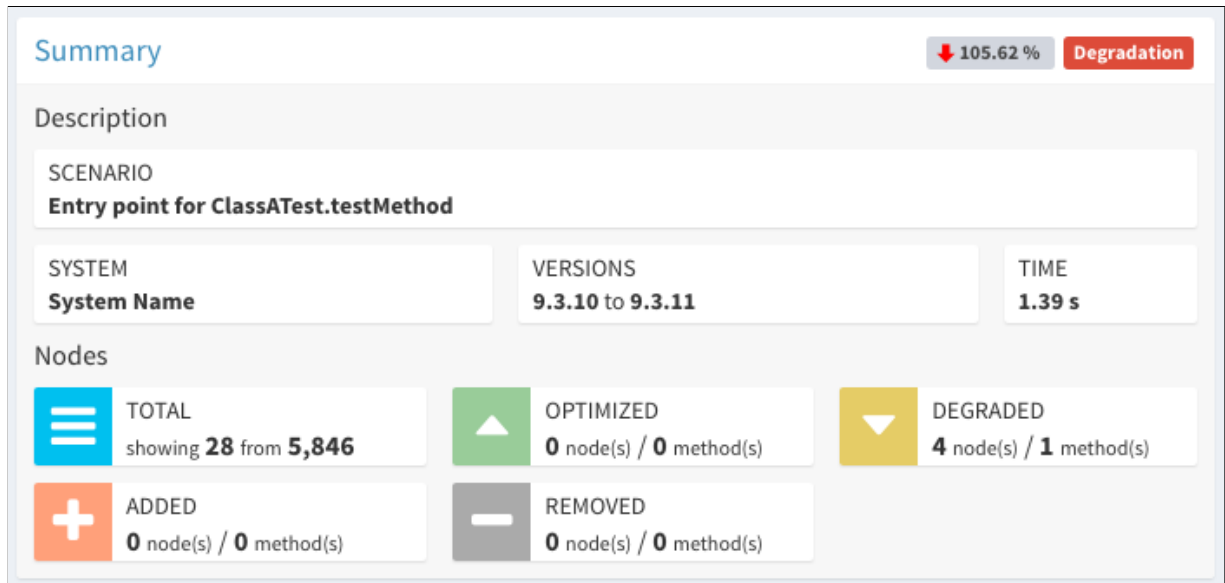 Summary
105.62 %
Degradation
Description
SCENARIO
Entry point for ClassATest.testMethod
SYSTEM
System Name
VERSIONS
9.3.10 to 9.3.11
TIME
1.39 s
Nodes
TOTAL
showing 28 from 5,846
OPTIMIZED
0 node(s) / 0 method(s)
DEGRADED
4 node(s) / 1 method(s)
ADDED
0 node(s) / 0 method(s)
REMOVED
0 node(s) / 0 method(s)